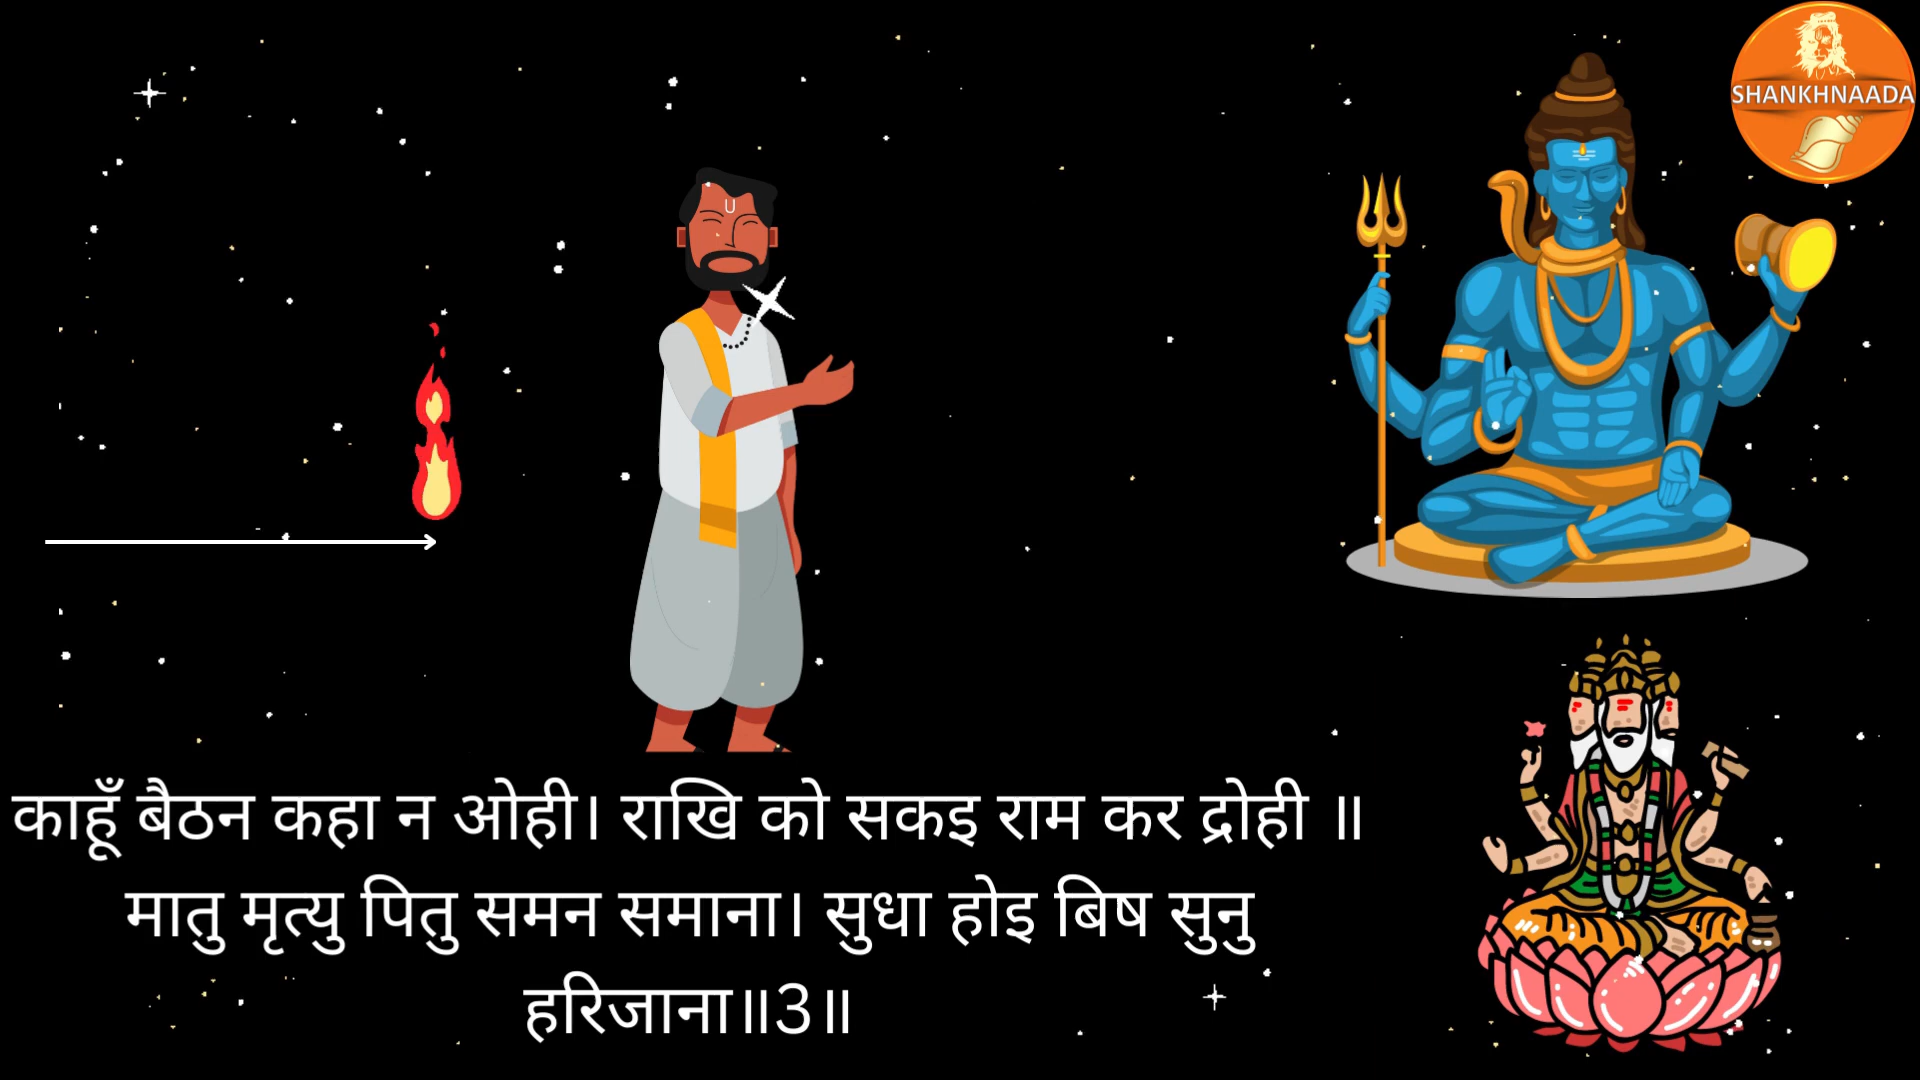 SHANKHNAADA
काहूँ बैठन कहा न ओही। राखि को सकइ राम कर द्रोही ॥
मातु मृत्यु पितु समन समाना। सुधा होइ बिष सुनु
हरिजाना॥3॥